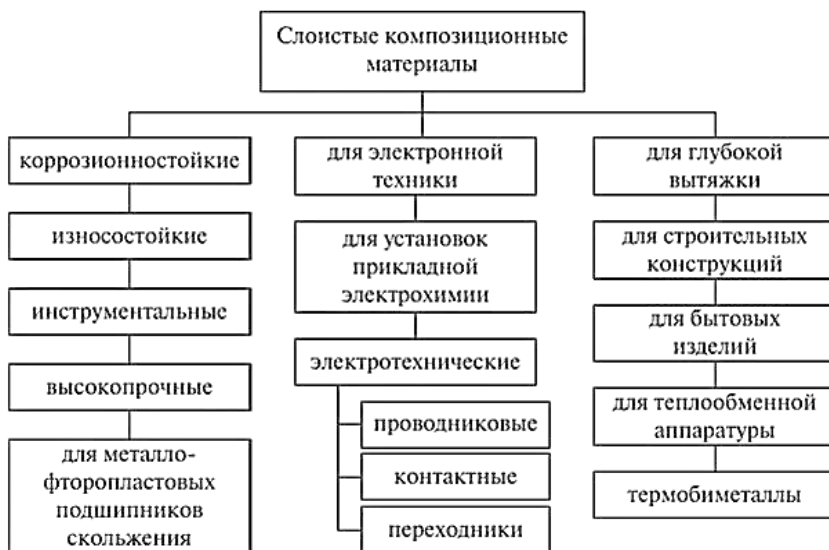 Слоистые композиционные
материалы
коррозионностойкие
износостойкие
инструментальные
высокопрочные
для металло-
фторопластовых
подшипников
скольжения
для электронной
техники
для установок
прикладной
электрохимии
электротехнические
проводниковые
контактные
переходники
для глубокой
вытяжки
для строительных
конструкций
для бытовых
изделий
для теплообменной
аппаратуры
термобиметаллы